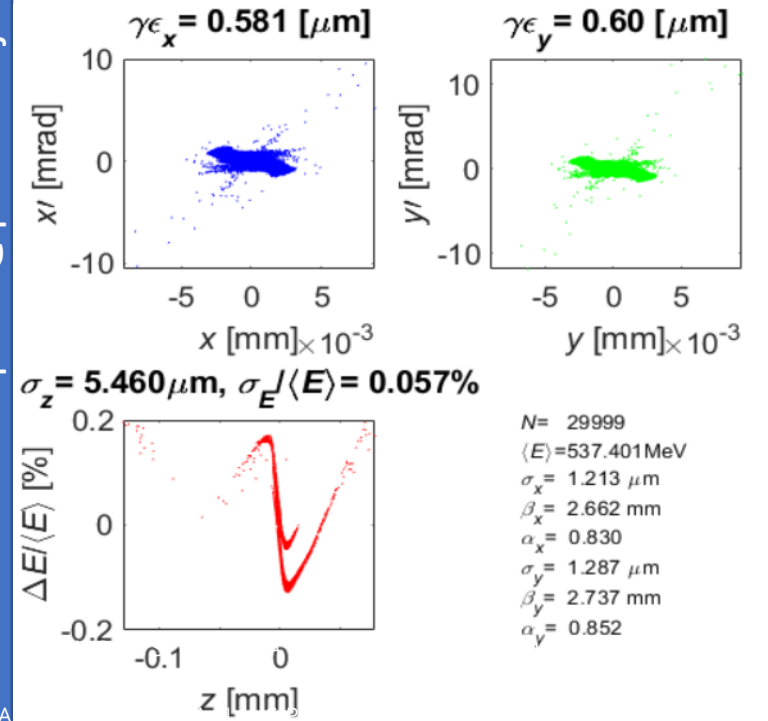 γϵx= 0.581 [μm]
γϵy= 0.60 [μm]
10
0
-10
x′ [mrad]
-5 0 5
x [mm]×10-3
10
0
-10
y′ [mrad]
-5 0 5
y [mm]×10-3
σz= 5.460μm, σE/⟨E⟩= 0.057%
0.2
0
-0.2
ΔE/⟨E⟩ [%]
-0.1 0
z [mm]
N= 29999
⟨E⟩=537.401MeV
σx= 1.213 μm
βx= 2.662 mm
αx= 0.830
σy= 1.287 μm
βy= 2.737 mm
αy= 0.852
A